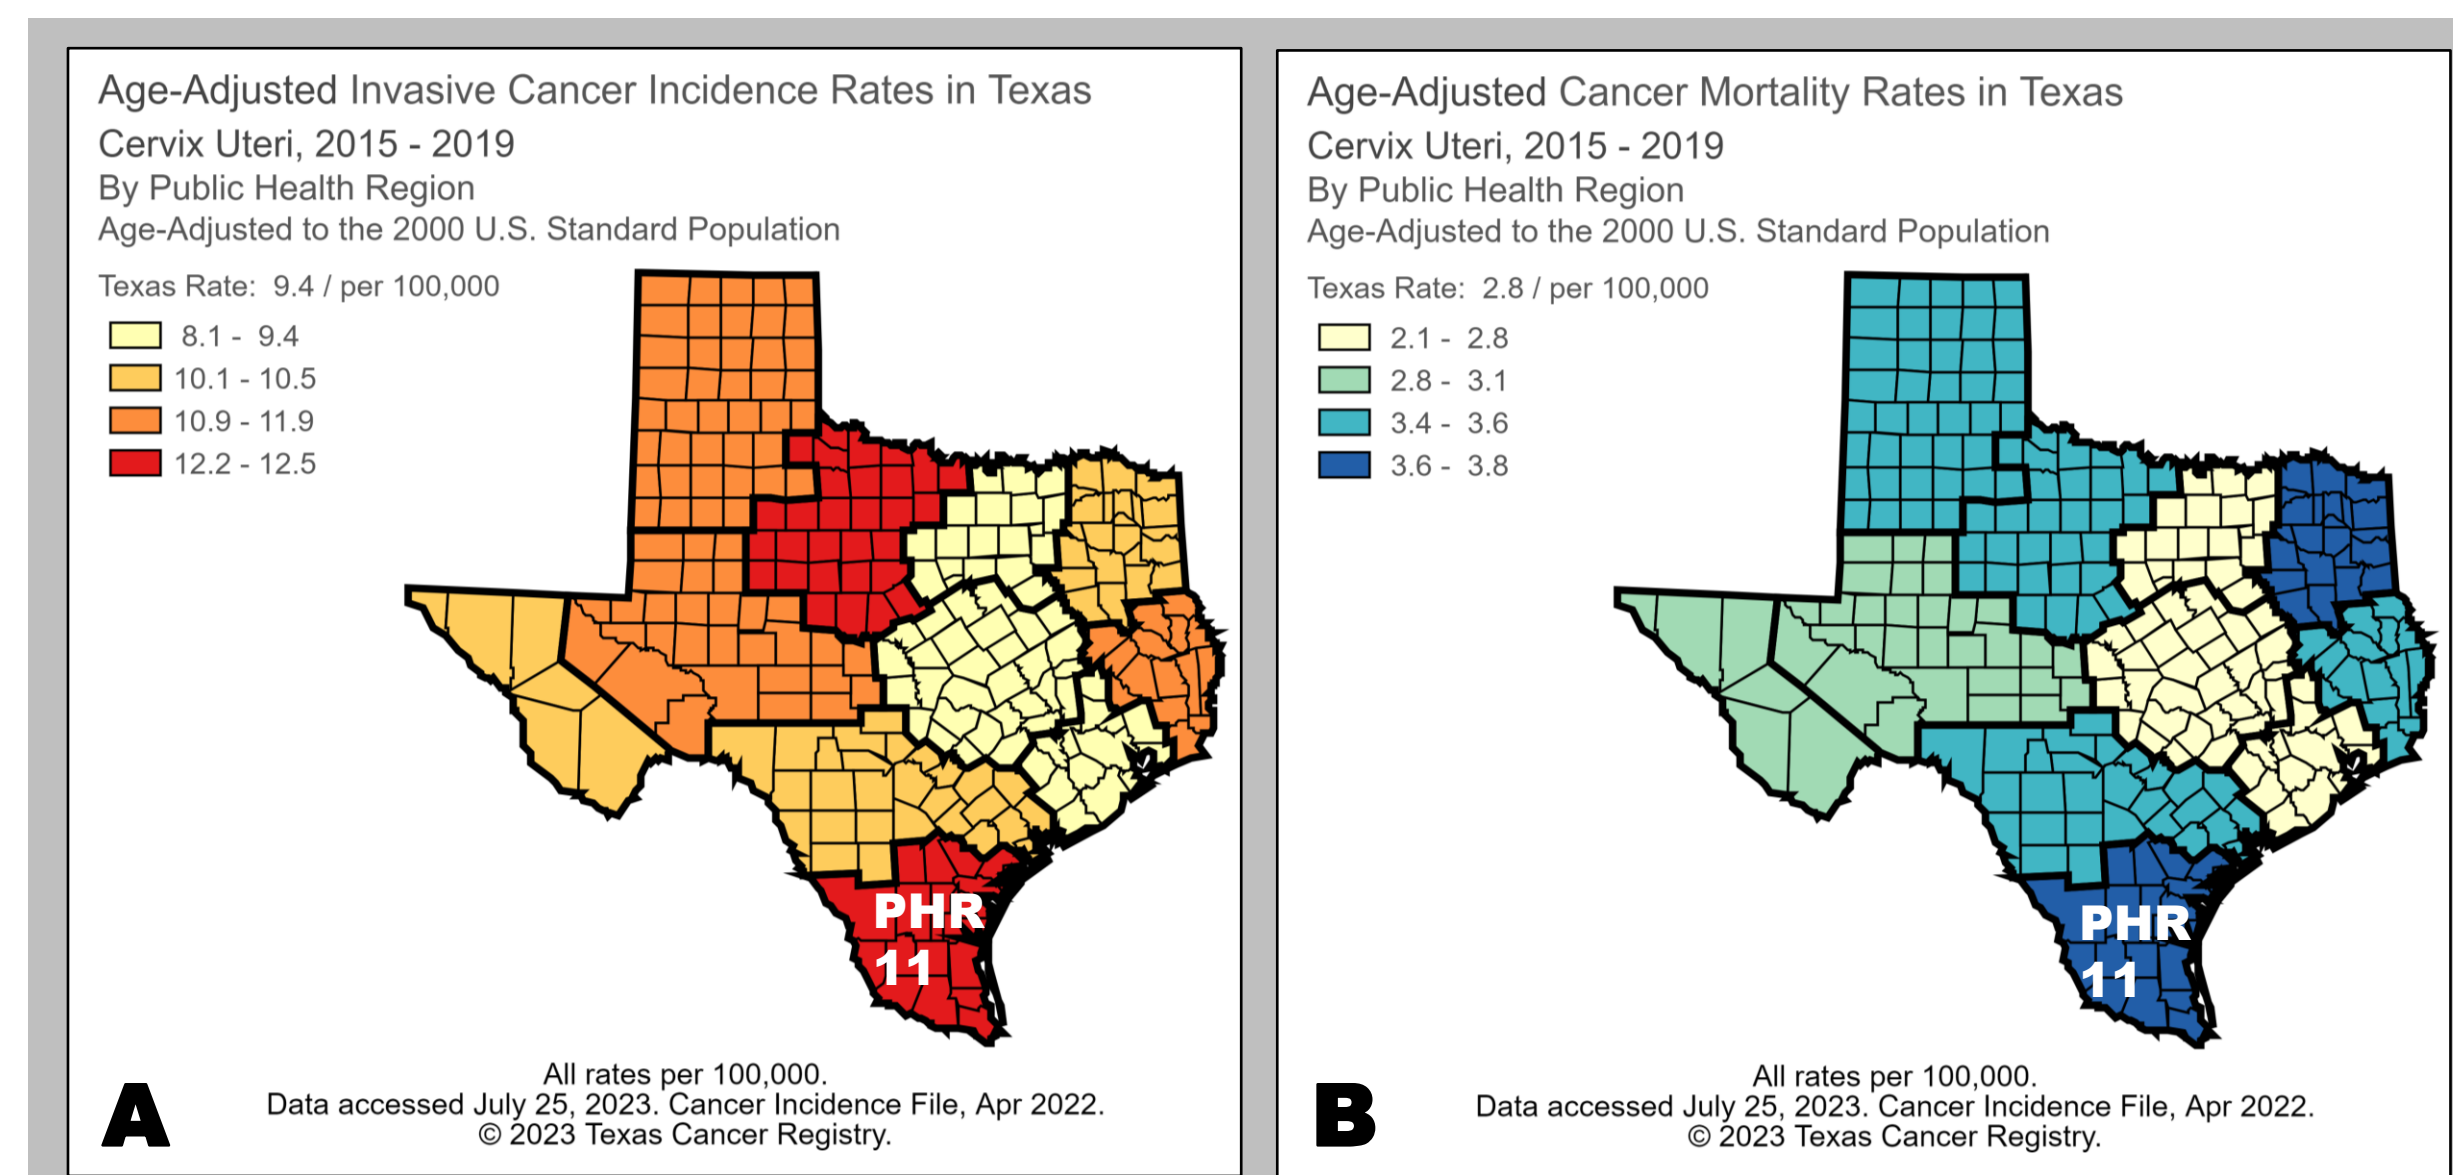 Age-Adjusted Invasive Cancer Incidence Rates in Texas
Cervix Uteri, 2015 - 2019
By Public Health Region
Age-Adjusted to the 2000 U.S. Standard Population
Texas Rate: 9.4 / per 100,000
8.1 - 9.4
10.1 - 10.5
10.9 - 11.9
12.2 - 12.5
PHR
11
All rates per 100,000.
Data accessed July 25, 2023. Cancer Incidence File, Apr 2022.
© 2023 Texas Cancer Registry.
A
Age-Adjusted Cancer Mortality Rates in Texas
Cervix Uteri, 2015 - 2019
By Public Health Region
Age-Adjusted to the 2000 U.S. Standard Population
Texas Rate: 2.8 / per 100,000
2.1 - 2.8
2.8 - 3.1
3.4 - 3.6
3.6 - 3.8
PHR
11
All rates per 100,000.
Data accessed July 25, 2023. Cancer Incidence File, Apr 2022.
© 2023 Texas Cancer Registry.
B